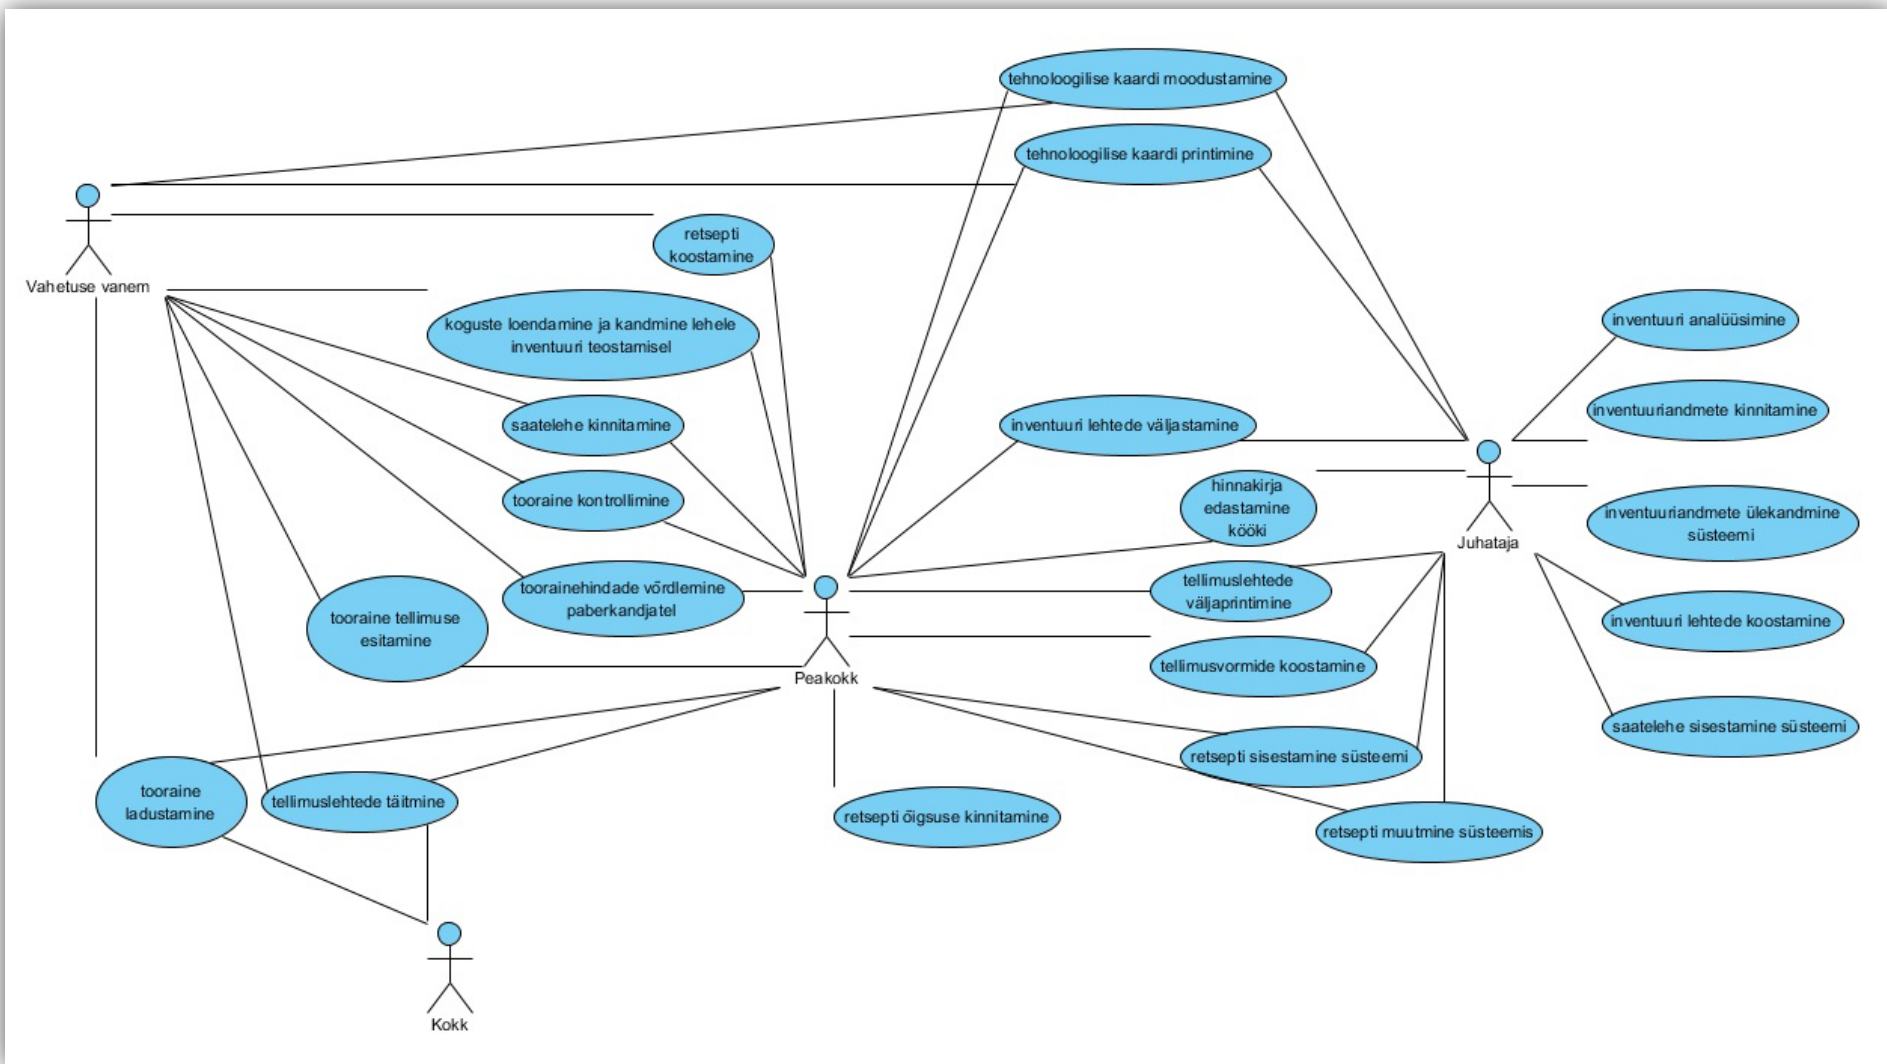 tehnoloogilise kaardi moodustamine
tehnoloogilise kaardi printimine
retsepti
koostamine
Vahetuse vanem
koguste loendamine ja kandmine lehele
inventuuri teostamisel
inventuuri analüüsimine
saatelehe kinnitamine
inventuuri lehtede väljastamine
inventuuriandmete kinnitamine
tooraine kontrollimine
hinnakirja
edastamine
kööki
inventuuriandmete ülekandmine
süsteemi
Juhataja
toorainehindade võrdlemine
paberkandjatel
tellimuslehtede
väljaprintimine
tooraine tellimuse
esitamine
inventuuri lehtede koostamine
Peakokk
tellimusvormide koostamine
saatelehe sisestamine süsteemi
retsepti sisestamine süsteemi
tooraine
ladustamine
tellimuslehtede täitmine
retsepti õigsuse kinnitamine
retsepti muutmine süsteemis
Kokk